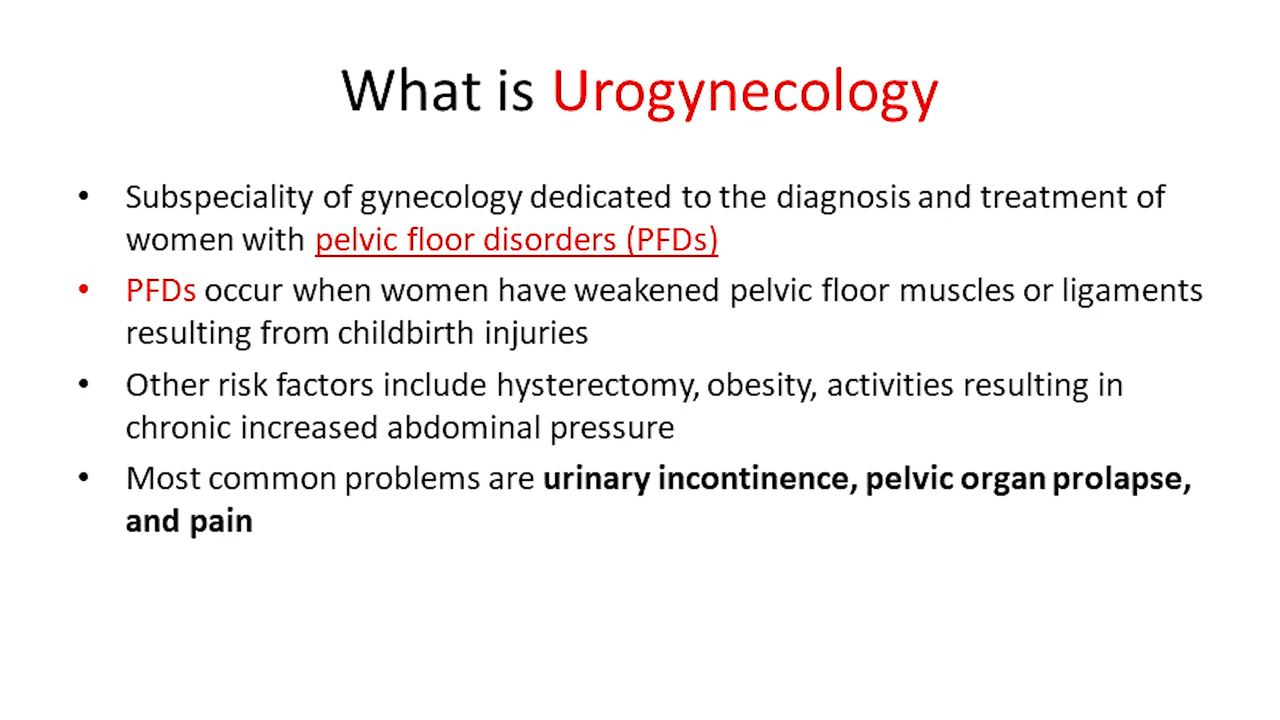 What is Urogynecology
• Subspeciality of gynecology dedicated to the diagnosis and treatment of
women with pelvic floor disorders (PFDs)
• PFDs occur when women have weakened pelvic floor muscles or ligaments
resulting from childbirth injuries
• Other risk factors include hysterectomy, obesity, activities resulting in
chronic increased abdominal pressure
• Most common problems are urinary incontinence, pelvic organ prolapse,
and pain